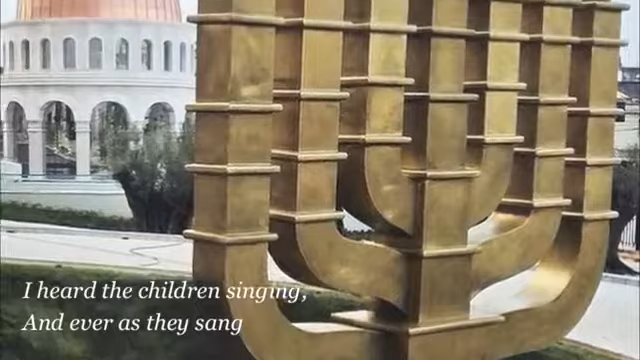 I heard the children singing,
And ever as they sang